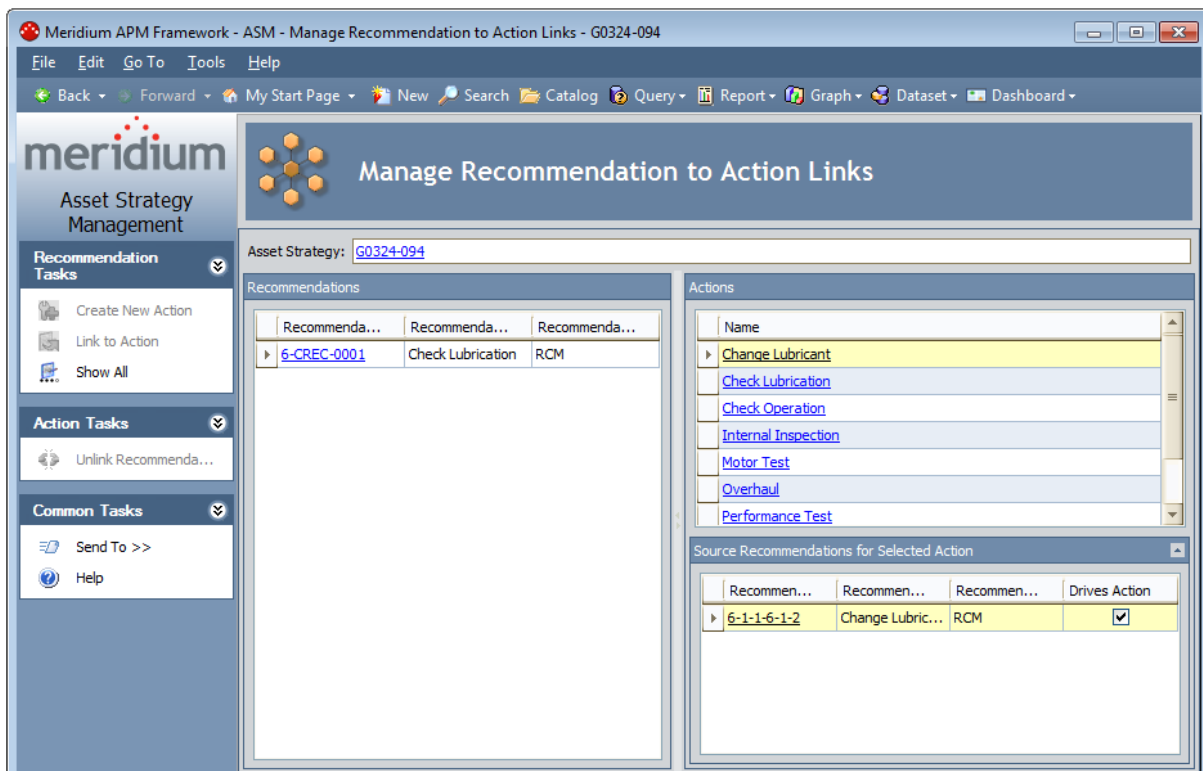 Meridium APM Framework - ASM - Manage Recommendation to Action Links - G0324-094
File Edit Go To Tools Help
Back Forward My Start Page New Search Catalog Query Report Graph Dataset Dashboard
meridium
Asset Strategy
Management
Recommendation
Tasks
Create New Action
Link to Action
Show All
Action Tasks
Unlink Recommenda...
Common Tasks
Send To >>
Help
Manage Recommendation to Action Links
Asset Strategy: G0324-094
Recommendations
Recommenda... Recommenda... Recommenda...
6-CREC-0001 Check Lubrication RCM
Actions
Name
Change Lubricant
Check Lubrication
Check Operation
Internal Inspection
Motor Test
Overhaul
Performance Test
Source Recommendations for Selected Action
Recommen... Recommen... Recommen... Drives Action
6-1-1-6-1-2 Change Lubric... RCM